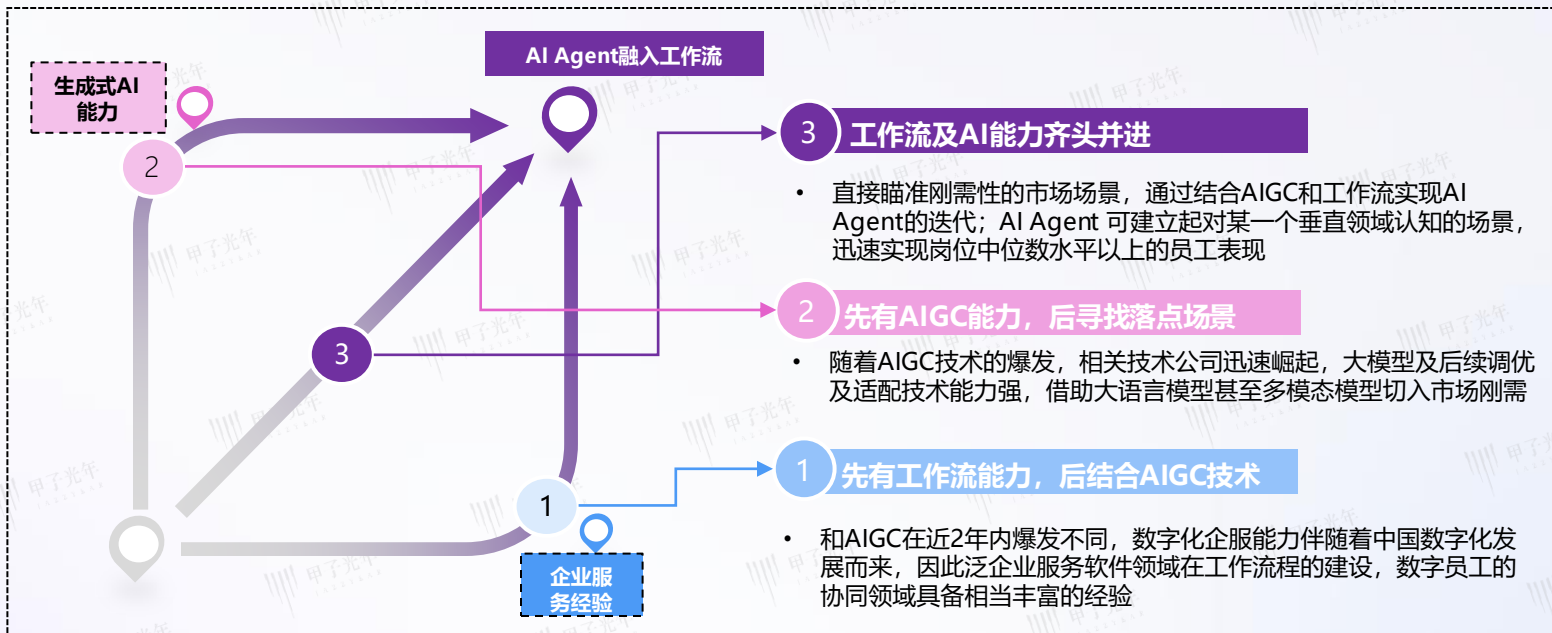 AI Agent融入工作流
生成式AI
能力
2
3
1
企业服
务经验
3 工作流及AI能力齐头并进
• 直接瞄准刚需性的市场场景，通过结合AIGC和工作流实现AI
Agent的迭代；AI Agent 可建立起对某一个垂直领域认知的场景，
迅速实现岗位中位数水平以上的员工表现
2 先有AIGC能力，后寻找落点场景
• 随着AIGC技术的爆发，相关技术公司迅速崛起，大模型及后续调优
及适配技术能力强，借助大语言模型甚至多模态模型切入市场刚需
1 先有工作流能力，后结合AIGC技术
• 和AIGC在近2年内爆发不同，数字化企服能力伴随着中国数字化发
展而来，因此泛企业服务软件领域在工作流程的建设，数字员工的
协同领域具备相当丰富的经验
甲子光年